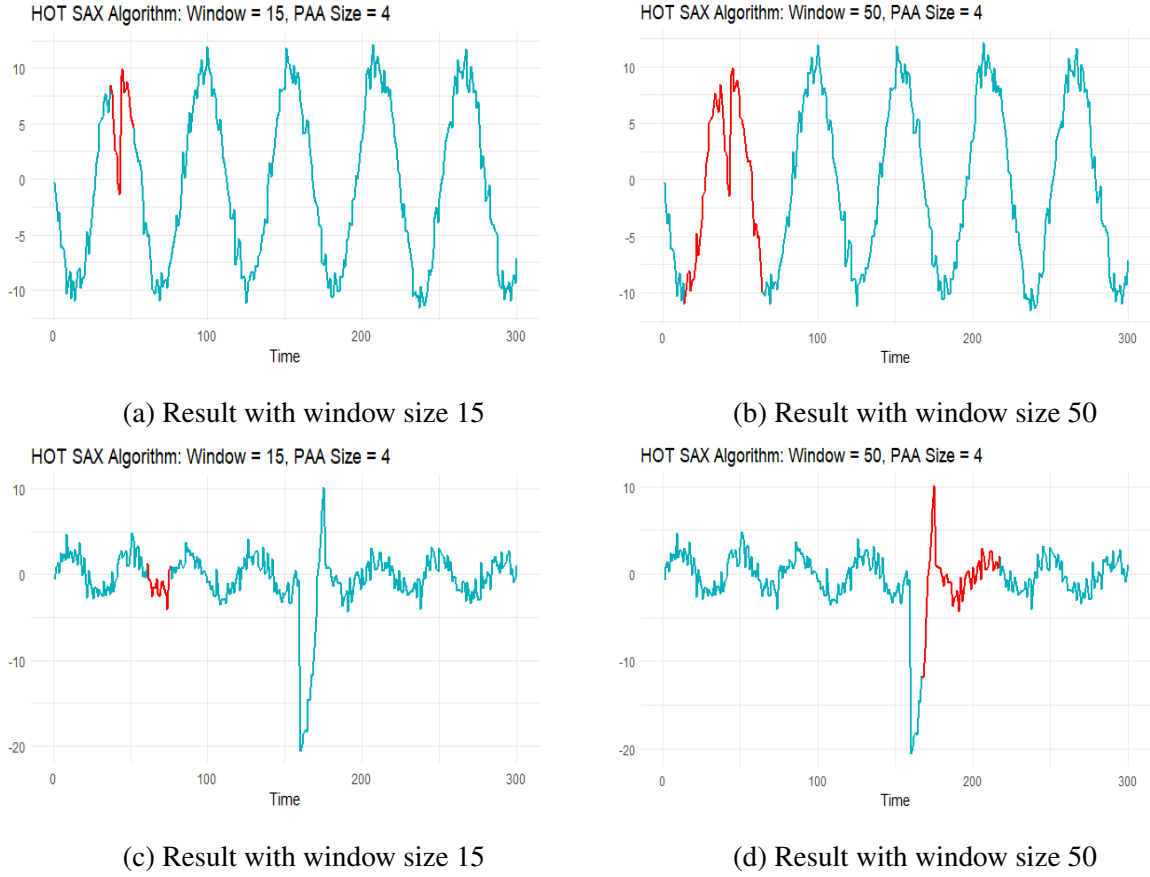 HOT SAX Algorithm: Window = 15, PAA Size = 4
10
5
0
-5
-10
0 100 200 300
Time
(a) Result with window size 15
HOT SAX Algorithm: Window = 50, PAA Size = 4
10
5
0
-5
-10
0 100 200 300
Time
(b) Result with window size 50
HOT SAX Algorithm: Window = 15, PAA Size = 4
10
0
-10
-20
0 100 200 300
Time
(c) Result with window size 15
HOT SAX Algorithm: Window = 50, PAA Size = 4
10
0
-10
-20
0 100 200 300
Time
(d) Result with window size 50